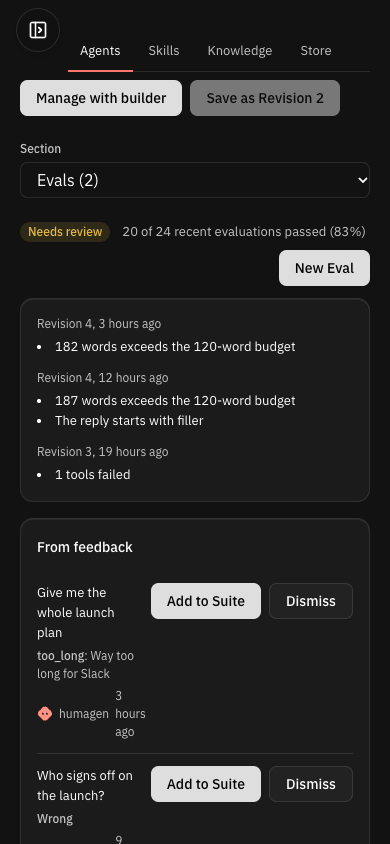 Agents Skills Knowledge Store
Manage with builder Save as Revision 2
Section
Evals (2)
Needs review 20 of 24 recent evaluations passed (83%)
New Eval
Revision 4, 3 hours ago
• 182 words exceeds the 120-word budget
Revision 4, 12 hours ago
• 187 words exceeds the 120-word budget
• The reply starts with filler
Revision 3, 19 hours ago
• 1 tools failed
From feedback
Give me the
whole launch
plan
Add to Suite Dismiss
too_long: Way too
long for Slack
humagen 3
hours
ago
Who signs off on
the launch?
Add to Suite Dismiss
Wrong
9